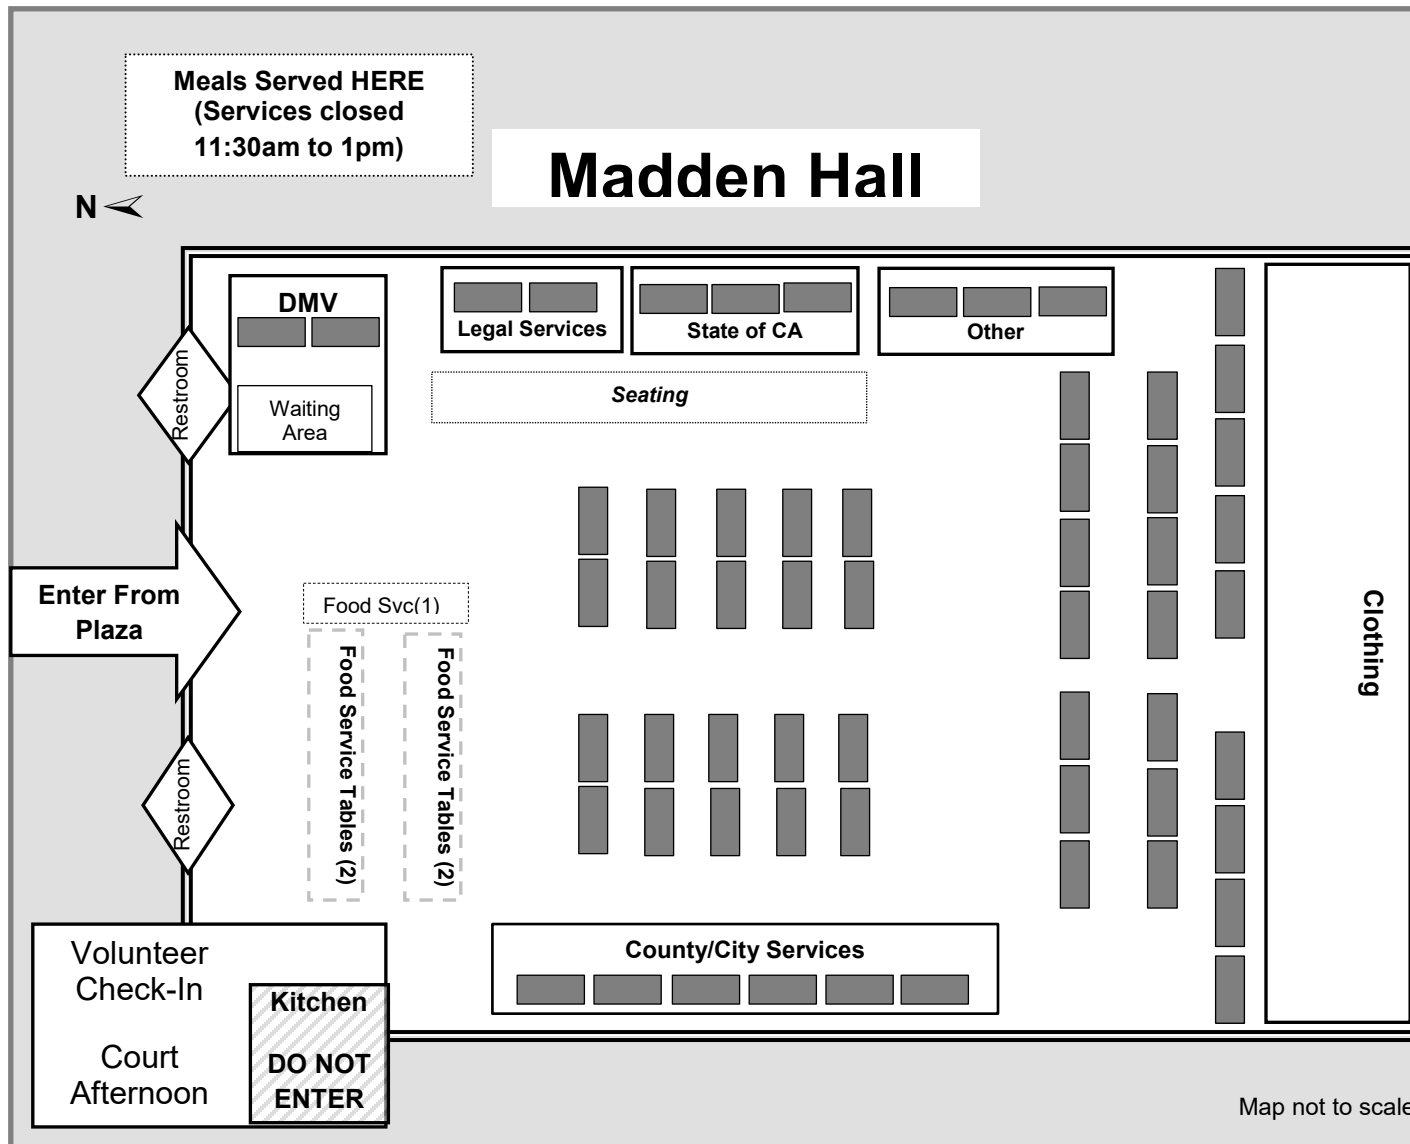 Meals Served HERE
(Services closed
11:30am to 1pm)
Madden Hall
N
DMV
Waiting
Area
Restroom
Legal Services
State of CA
Other
Seating
Enter From
Plaza
Food Svc(1)
Food Service Tables (2)
Food Service Tables (2)
Clothing
Restroom
County/City Services
Volunteer
Check-In
Court
Afternoon
Kitchen
DO NOT
ENTER
Map not to scale